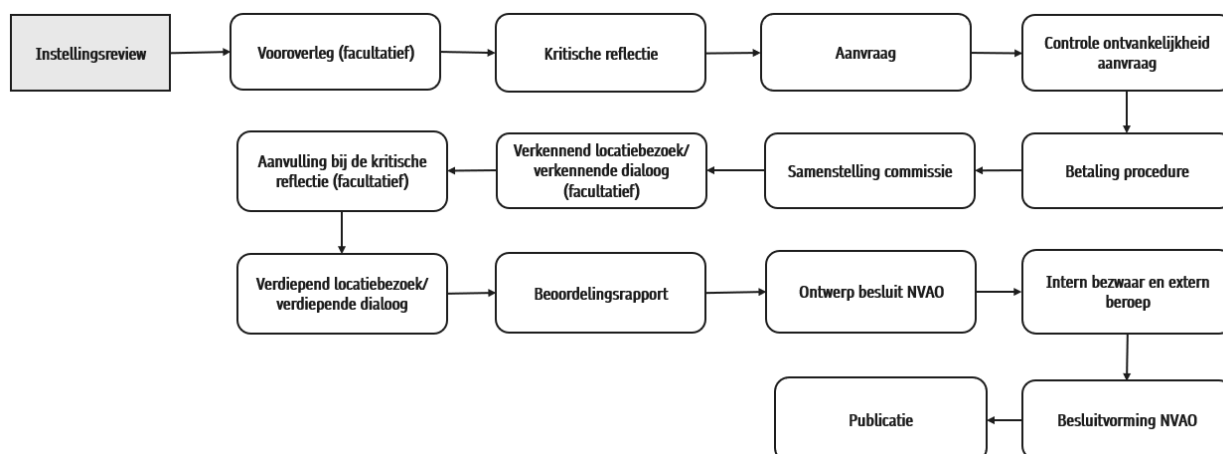 Instellingsreview
Vooroverleg (facultatief)
Kritische reflectie
Aanvraag
Controle ontvankelijkheid
aanvraag
Betaling procedure
Samenstelling commissie
Verkennend locatiebezoek/
verkennende dialoog
(facultatief)
Aanvulling bij de kritische
reflectie (facultatief)
Verdiepend locatiebezoek/
verdiepende dialoog
Beoordelingsrapport
Ontwerp besluit NVAO
Intern bezwaar en extern
beroep
Besluitvorming NVAO
Publicatie